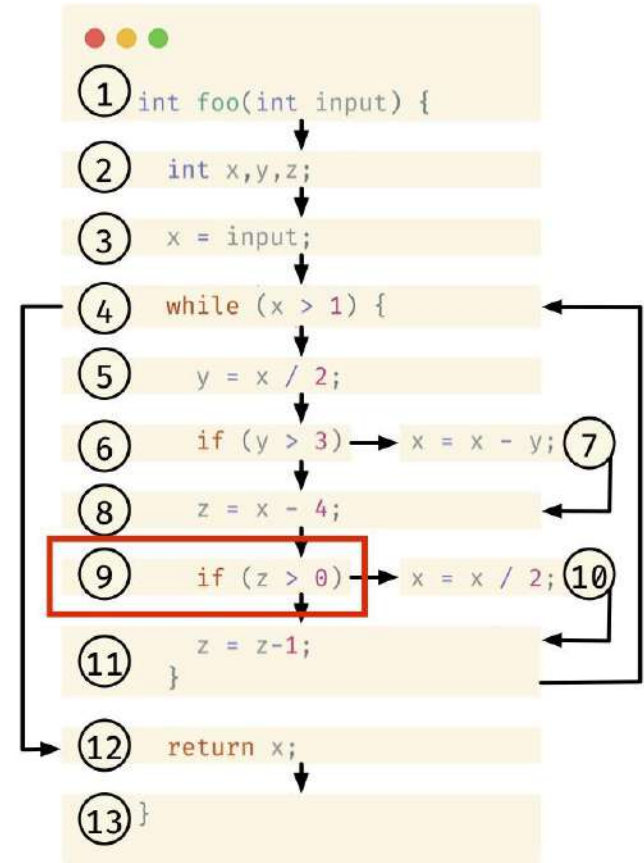 1 int foo(int input) {
2 int x,y,z;
3 x = input;
4 while (x > 1) {
5 y = x / 2;
6 if (y > 3) x = x - y; 7
8 z = x - 4;
9 if (z > 0) x = x / 2; 10
11 z = z-1;
}
12 return x;
13 }